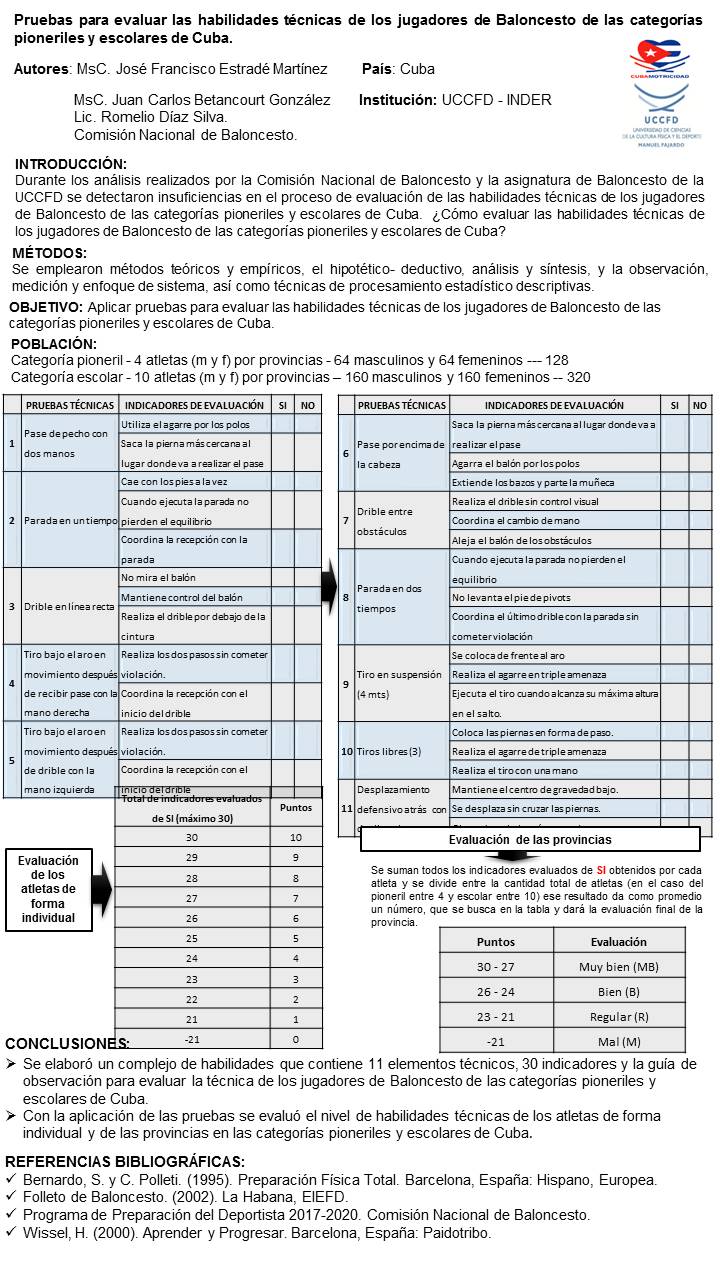 Pruebas para evaluar las habilidades técnicas de los jugadores de Baloncesto de las categorías
pioneriles y escolares de Cuba.
Autores: MsC. José Francisco Estradé Martínez País: Cuba
MsC. Juan Carlos Betancourt González Institución: UCCFD - INDER
Lic. Romelio Díaz Silva.
Comisión Nacional de Baloncesto.
CUBAMOTRICIDAD
UCCFD
UNIVERSIDAD DE CIENCIAS
DE LA CULTURA FÍSICA Y EL DEPORTE
MANUEL FAJARDO
INTRODUCCIÓN:
Durante los análisis realizados por la Comisión Nacional de Baloncesto y la asignatura de Baloncesto de la
UCCFD se detectaron insuficiencias en el proceso de evaluación de las habilidades técnicas de los jugadores
de Baloncesto de las categorías pioneriles y escolares de Cuba. ¿Cómo evaluar las habilidades técnicas de
los jugadores de Baloncesto de las categorías pioneriles y escolares de Cuba?
MÉTODOS:
Se emplearon métodos teóricos y empíricos, el hipotético- deductivo, análisis y síntesis, y la observación,
medición y enfoque de sistema, así como técnicas de procesamiento estadístico descriptivas.
OBJETIVO: Aplicar pruebas para evaluar las habilidades técnicas de los jugadores de Baloncesto de las
categorías pioneriles y escolares de Cuba.
POBLACIÓN:
Categoría pioneril - 4 atletas (m y f) por provincias - 64 masculinos y 64 femeninos --- 128
Categoría escolar - 10 atletas (m y f) por provincias – 160 masculinos y 160 femeninos -- 320
PRUEBAS TÉCNICAS INDICADORES DE EVALUACIÓN SI NO
1 Pase de pecho con
dos manos
Utiliza el agarre por los polos
Saca la pierna más cercana al
lugar donde va a realizar el pase
2 Parada en un tiempo
Cae con los pies a la vez
Cuando ejecuta la parada no
pierden el equilibrio
Coordina la recepción con la
parada
3 Drible en línea recta
No mira el balón
Mantiene control del balón
Realiza el drible por debajo de la
cintura
4 Tiro bajo el aro en
movimiento después
de recibir pase con la
mano derecha
Realiza los dos pasos sin cometer
violación.
Coordina la recepción con el
inicio del drible
5 Tiro bajo el aro en
movimiento después
de drible con la
mano izquierda
Realiza los dos pasos sin cometer
violación.
Coordina la recepción con el
inicio del drible
PRUEBAS TÉCNICAS INDICADORES DE EVALUACIÓN SI NO
6 Pase por encima de
la cabeza
Saca la pierna más cercana al lugar donde va a
realizar el pase
Agarra el balón por los polos
Extiende los bazos y parte la muñeca
7 Drible entre
obstáculos
Realiza el drible sin control visual
Coordina el cambio de mano
Aleja el balón de los obstáculos
8 Parada en dos
tiempos
Cuando ejecuta la parada no pierden el
equilibrio
No levanta el pie de pivots
Coordina el último drible con la parada sin
cometer violación
9 Tiro en suspensión
(4 mts)
Se coloca de frente al aro
Realiza el agarre en triple amenaza
Ejecuta el tiro cuando alcanza su máxima altura
en el salto.
10 Tiros libres (3)
Coloca las piernas en forma de paso.
Realiza el agarre de triple amenaza
Realiza el tiro con una mano
11 Desplazamiento
defensivo atrás con
Mantiene el centro de gravedad bajo.
Se desplaza sin cruzar las piernas.
Evaluación
de los
atletas de
forma
individual
Total de indicadores evaluados
de SI (máximo 30) Puntos
30 10
29 9
28 8
27 7
26 6
25 5
24 4
23 3
22 2
21 1
-21 0
Evaluación de las provincias
Se suman todos los indicadores evaluados de SI obtenidos por cada
atleta y se divide entre la cantidad total de atletas (en el caso del
pioneril entre 4 y escolar entre 10) ese resultado da como promedio
un número, que se busca en la tabla y dará la evaluación final de la
provincia.
Puntos Evaluación
30 - 27 Muy bien (MB)
26 - 24 Bien (B)
23 - 21 Regular (R)
-21 Mal (M)
CONCLUSIONES:
➢ Se elaboró un complejo de habilidades que contiene 11 elementos técnicos, 30 indicadores y la guía de
observación para evaluar la técnica de los jugadores de Baloncesto de las categorías pioneriles y
escolares de Cuba.
➢ Con la aplicación de las pruebas se evaluó el nivel de habilidades técnicas de los atletas de forma
individual y de las provincias en las categorías pioneriles y escolares de Cuba.
REFERENCIAS BIBLIOGRÁFICAS:
✓ Bernardo, S. y C. Polleti. (1995). Preparación Física Total. Barcelona, España: Hispano, Europea.
✓ Folleto de Baloncesto. (2002). La Habana, EIEFD.
✓ Programa de Preparación del Deportista 2017-2020. Comisión Nacional de Baloncesto.
✓ Wissel, H. (2000). Aprender y Progresar. Barcelona, España: Paidotribo.